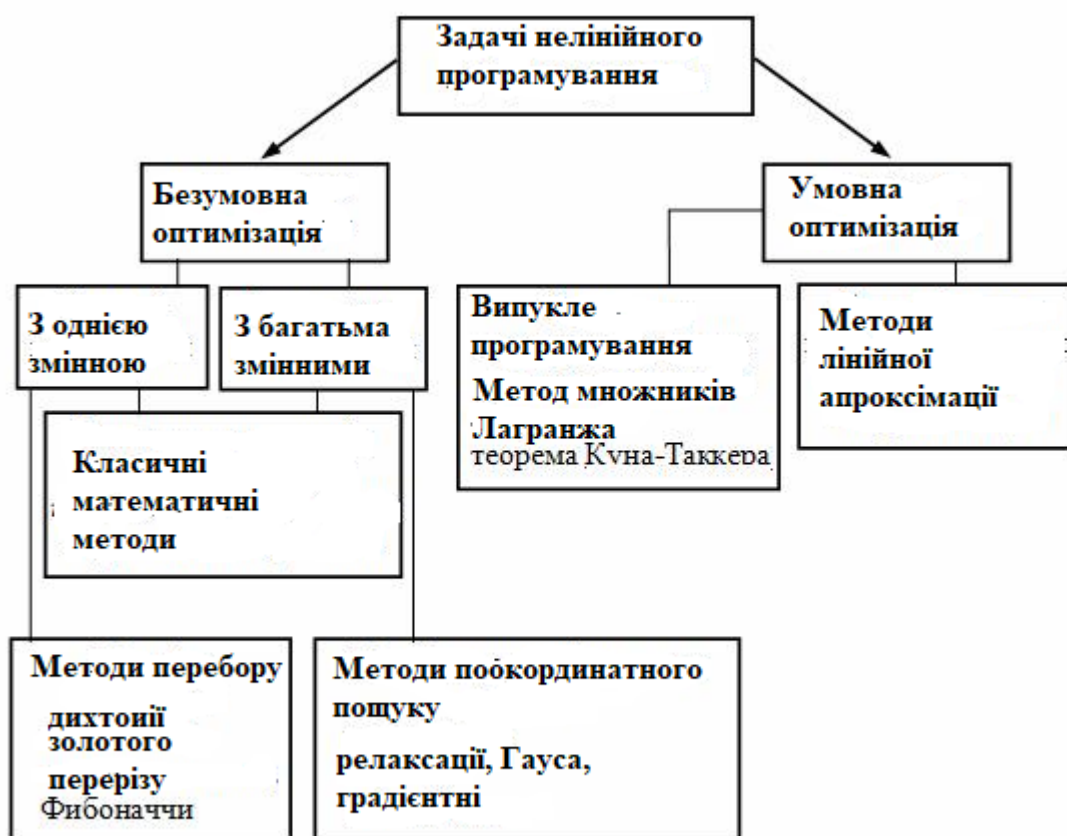 Задачі нелінійного
програмування
Безумовна
оптимізація
Умовна
оптимізація
З однією
змінною
З багатьма
змінними
Випукле
програмування
Метод множників
Лагранжа
теорема Куна-Таккера
Методи
лінійної
апроксімації
Класичні
математичні
методи
Методи перебору
дихтоиії
золотого
перерізу
Фибоначчи
Методи поокординатного
пощуку
релаксації, Гауса,
градієнтні